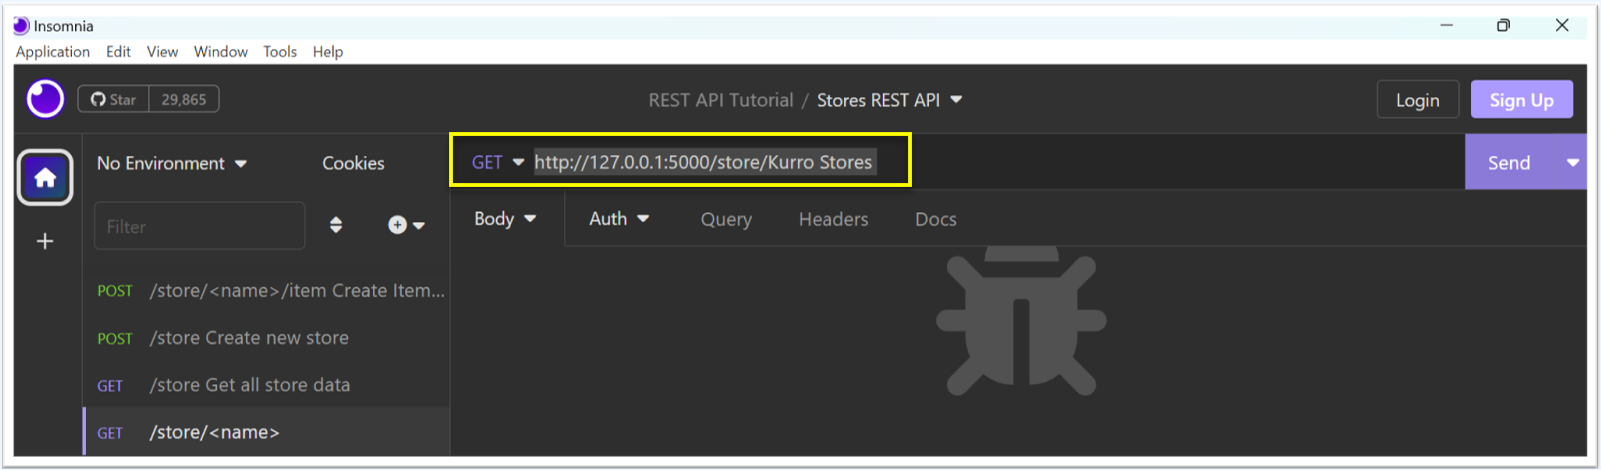 Insomnia
Application Edit View Window Tools Help
Star 29,865 REST API Tutorial / Stores REST API Login Sign Up
No Environment Cookies GET http://127.0.0.1:5000/store/Kurro Stores Send
Filter Body Auth Query Headers Docs
POST /store/<name>/item Create Item...
POST /store Create new store
GET /store Get all store data
GET /store/<name>